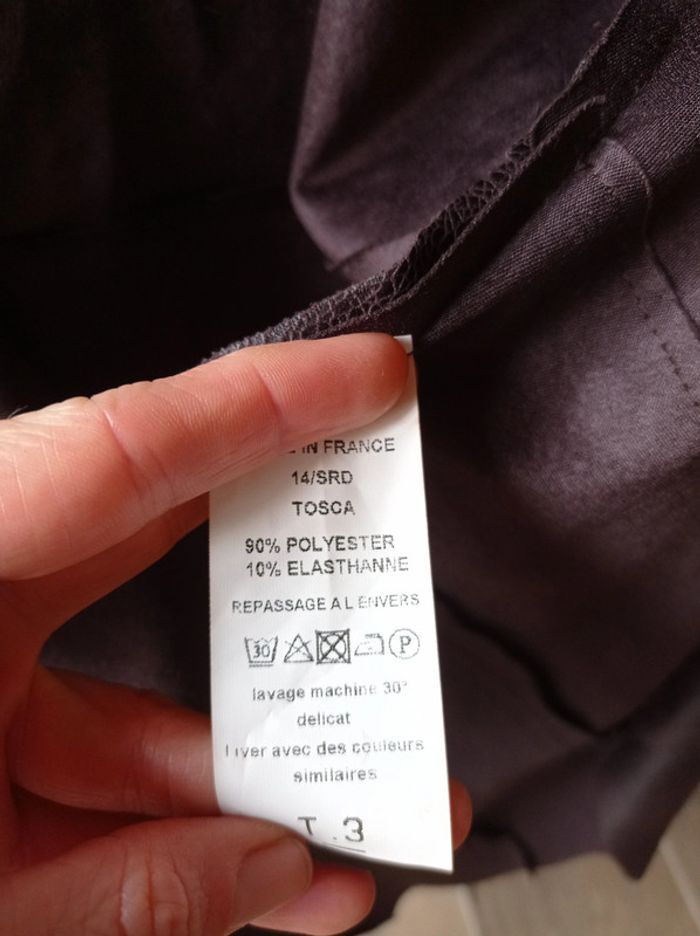 IN FRANCE
14/SRD
TOSCA
90% POLYESTER
10% ELASTHANNE
REPASSAGE A L ENVERS
30 P
lavage machine 30°
delicat
avec des couleurs
similaires
T.3